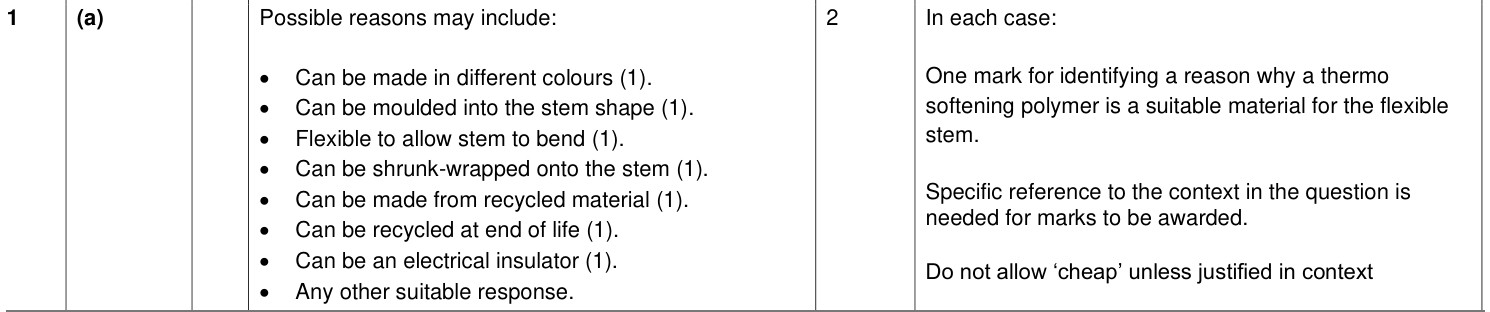 1 (a) Possible reasons may include: 2 In each case:
• Can be made in different colours (1).
• Can be moulded into the stem shape (1).
• Flexible to allow stem to bend (1).
• Can be shrunk-wrapped onto the stem (1).
• Can be made from recycled material (1).
• Can be recycled at end of life (1).
• Can be an electrical insulator (1).
• Any other suitable response.
One mark for identifying a reason why a thermo
softening polymer is a suitable material for the flexible
stem.
Specific reference to the context in the question is
needed for marks to be awarded.
Do not allow ‘cheap’ unless justified in context